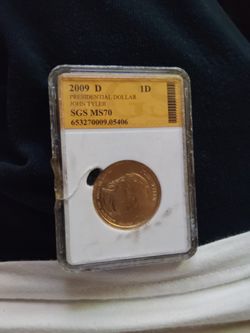 2009 D 1D
PRESIDENTIAL DOLLAR
JOHN TYLER
SGS MS70
653270009.05406